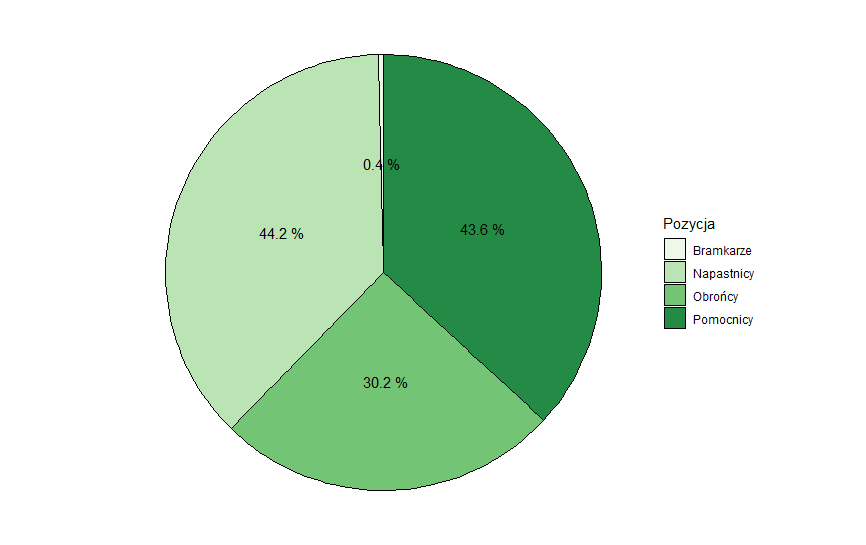 0.4 %
44.2 %
43.6 %
30.2 %
Pozycja
Bramkarze
Napastnicy
Obrońcy
Pomocnicy